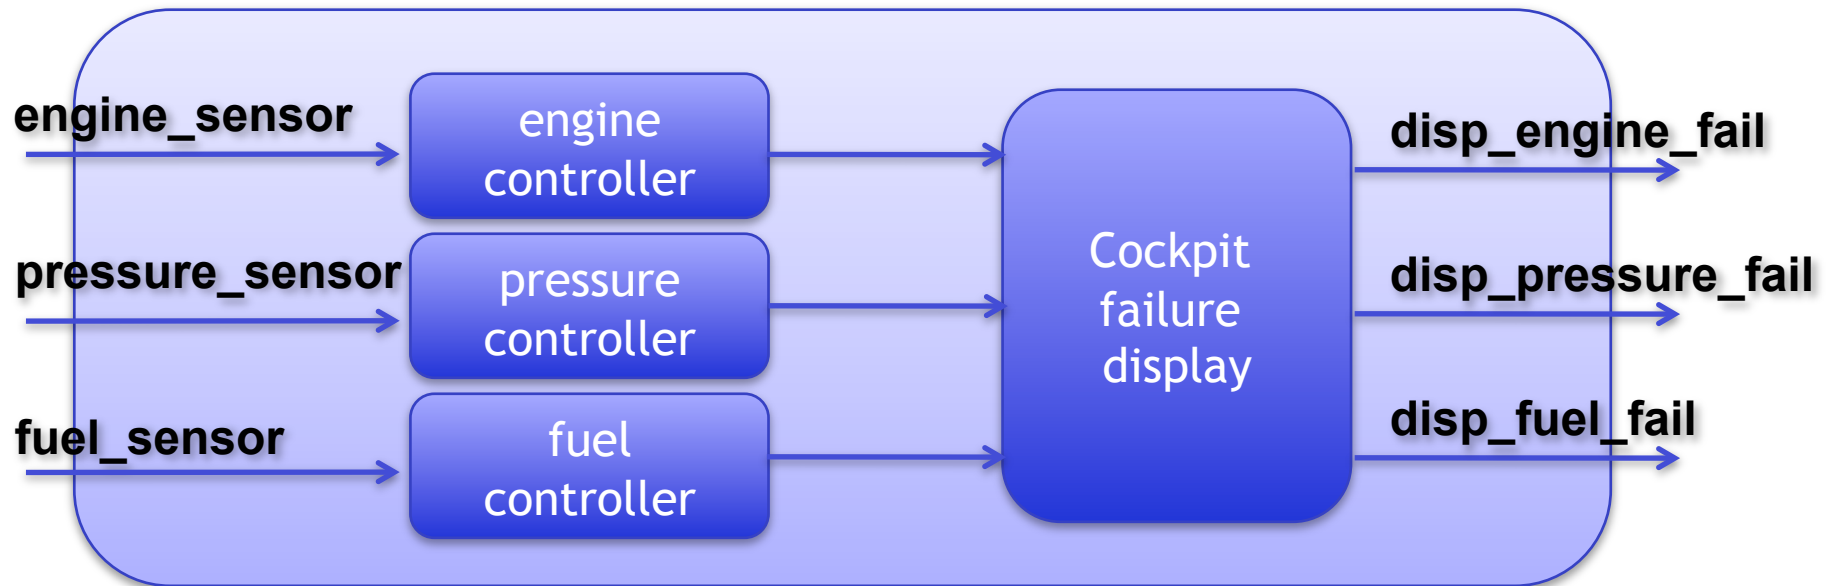 engine_sensor
engine
controller
disp_engine_fail
pressure_sensor
pressure
controller
Cockpit
failure
display
disp_pressure_fail
fuel_sensor
fuel
controller
disp_fuel_fail